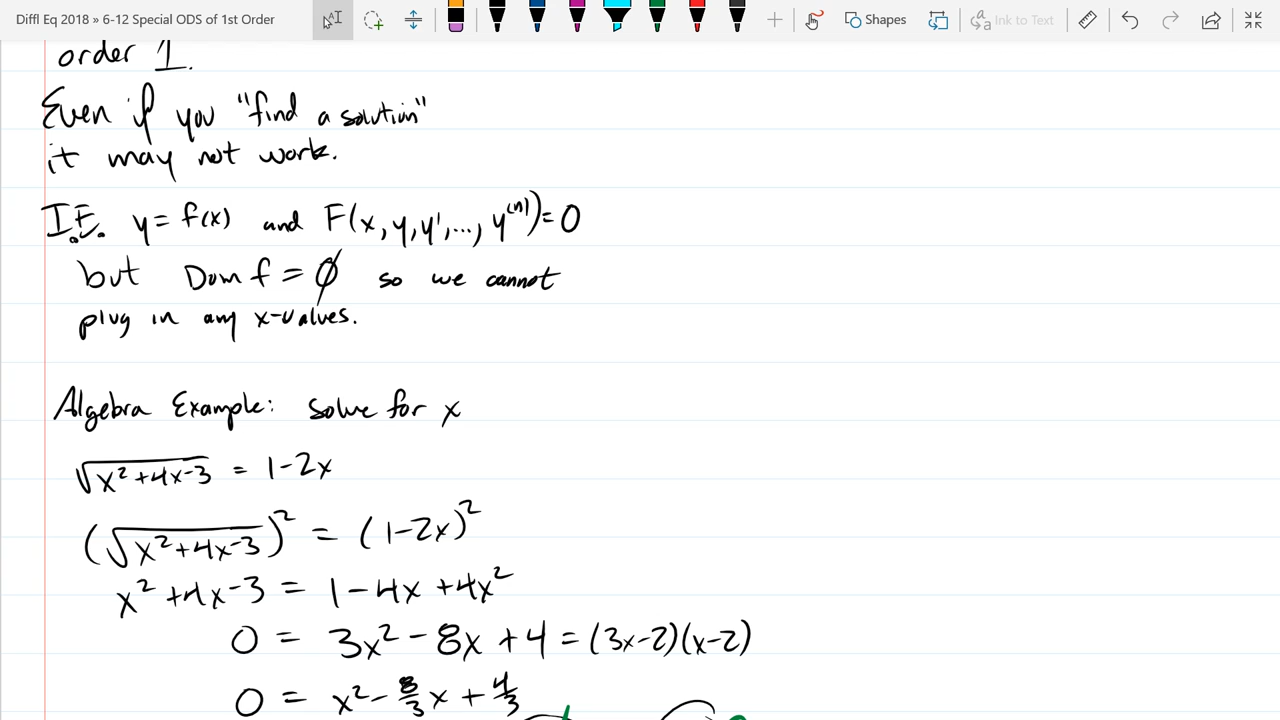 Diffl Eq 2018 » 6-12 Special ODS of 1st Order
Shapes
Ink to Text
order 1.
Even if you "find a solution"
it may not work.
I.E. y = f(x) and F(x, y, y', ..., y⁽ⁿ⁾) = 0
but Dom f = ∅ so we cannot
plug in any x-values.
Algebra Example: solve for x
√(x²+4x-3) = 1-2x
(√(x²+4x-3))² = (1-2x)²
x² +4x-3 = 1-4x +4x²
0 = 3x² - 8x + 4 = (3x-2)(x-2)
0 = x² - 8/3 x + 4/3